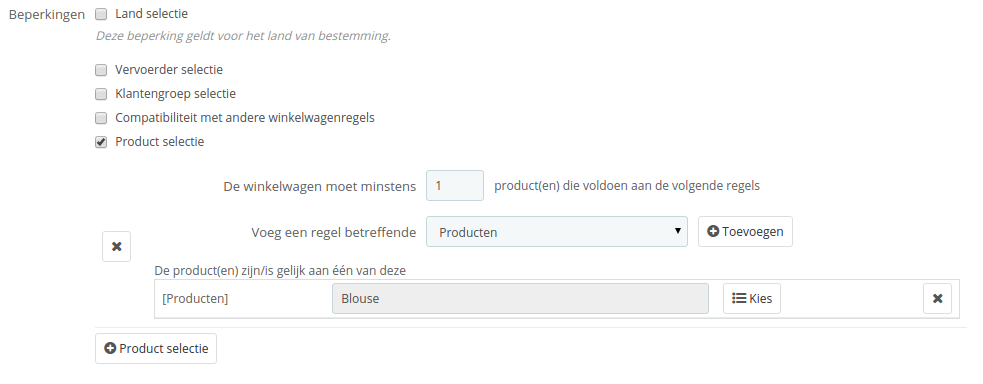 Beperkingen Land selectie
Deze beperking geldt voor het land van bestemming.
Vervoerder selectie
Klantengroep selectie
Compatibiliteit met andere winkelwagenregels
Product selectie
De winkelwagen moet minstens 1 product(en) die voldoen aan de volgende regels
Voeg een regel betreffende Producten Toevoegen
De product(en) zijn/is gelijk aan één van deze
[Producten] Blouse Kies
Product selectie